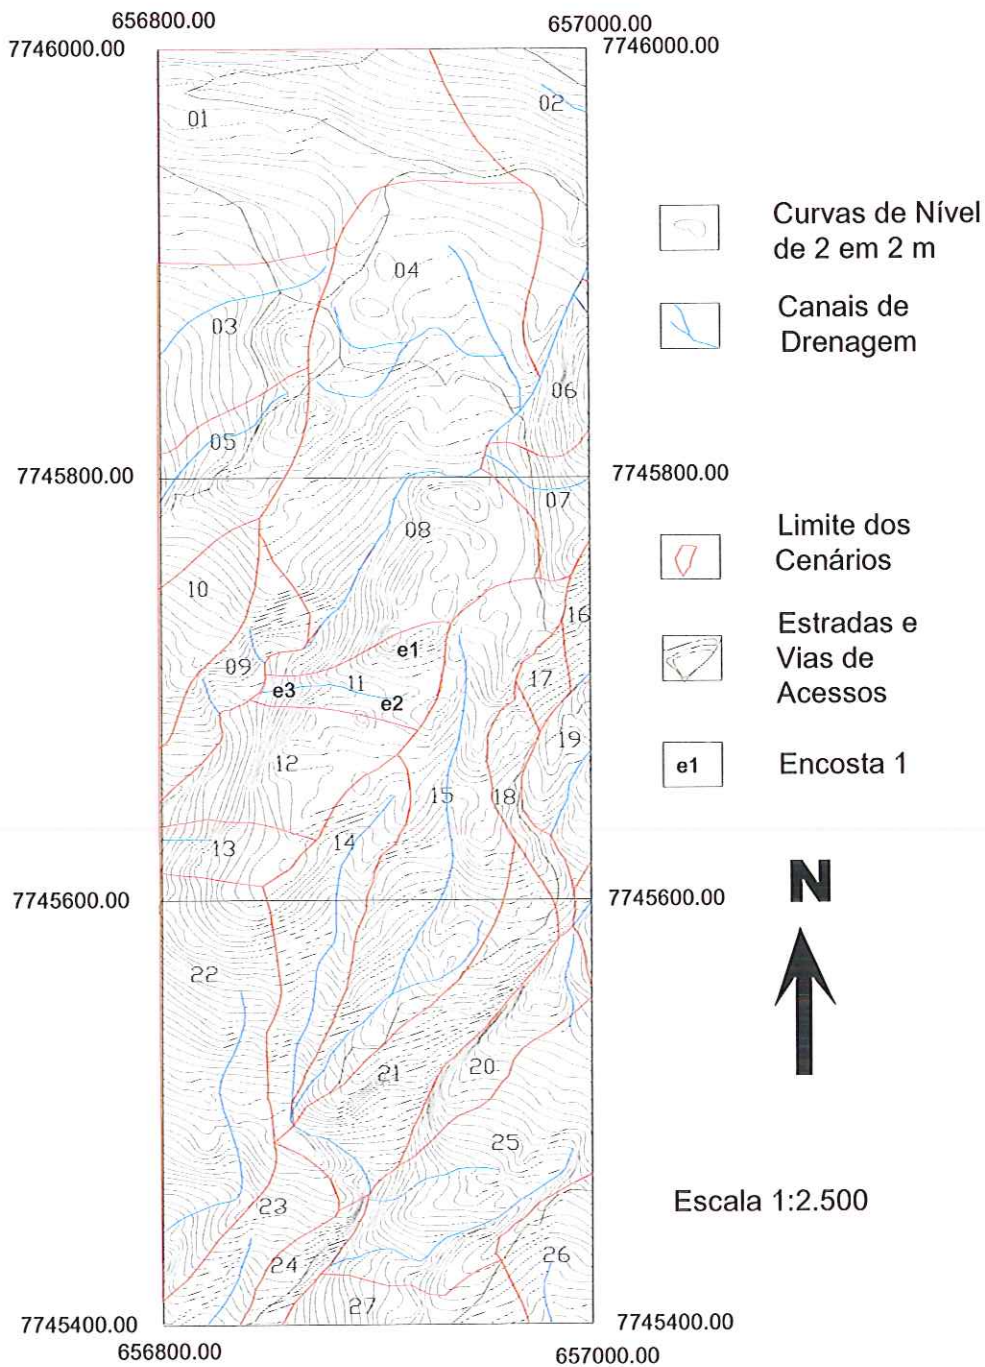 656800.00
657000.00
7746000.00
7746000.00
01
02
Curvas de Nível
de 2 em 2 m
04
03
Canais de
Drenagem
06
05
7745800.00
7745800.00
07
08
Limite dos
Cenários
10
16
Estradas e
Vias de
Acessos
e1
09
17
11
e3
e2
19
12
e1
Encosta 1
15
18
14
13
7745600.00
7745600.00
N
22
20
21
25
Escala 1:2.500
23
26
24
27
7745400.00
7745400.00
656800.00
657000.00